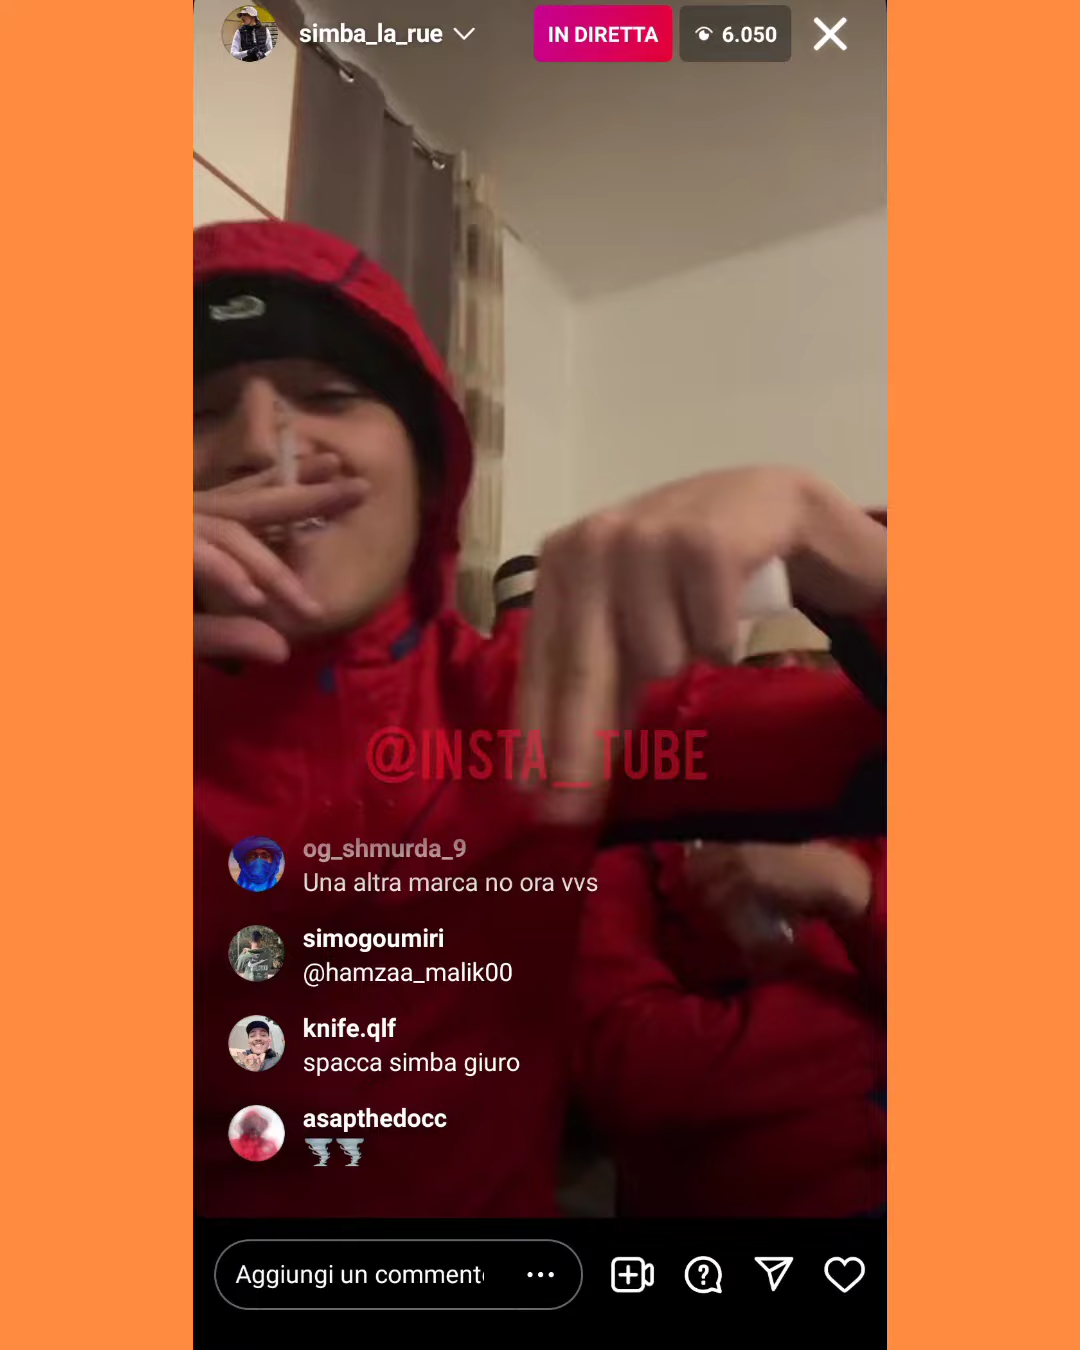 simba_la_rue
IN DIRETTA
6.050
@INSTA_TUBE
og_shmurda_9
Una altra marca no ora vvs
simogoumiri
@hamzaa_malik00
knife.qlf
spacca simba giuro
asapthedocc
🌪️🌪️
Aggiungi un comment